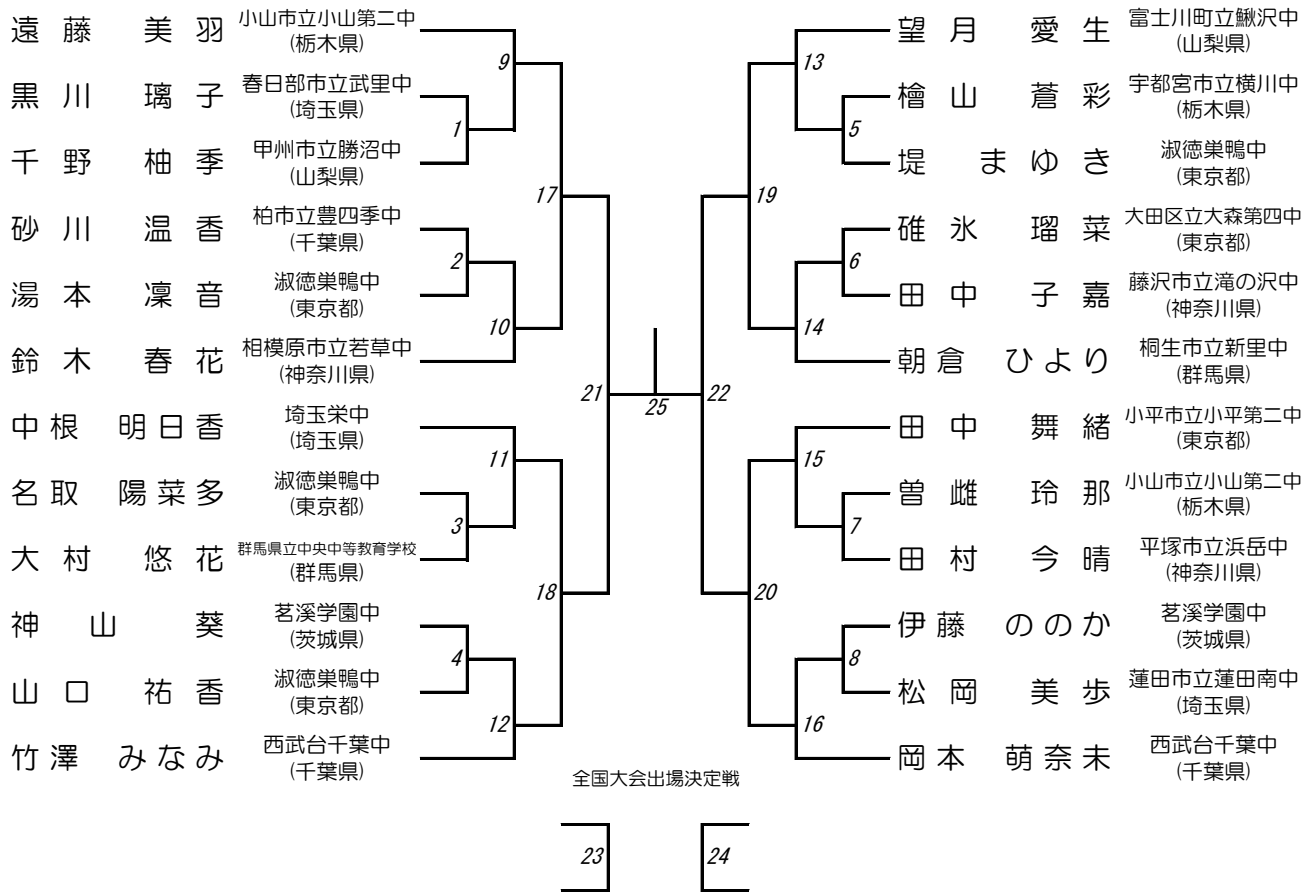 遠藤 美羽 小山市立小山第二中
(栃木県)
黒川 璃子 春日部市立武里中
(埼玉県)
千野 柚季 甲州市立勝沼中
(山梨県)
砂川 温香 柏市立豊四季中
(千葉県)
湯本 凜音 淑徳巣鴨中
(東京都)
鈴木 春花 相模原市立若草中
(神奈川県)
中根 明日香 埼玉栄中
(埼玉県)
名取 陽菜多 淑徳巣鴨中
(東京都)
大村 悠花 群馬県立中央中等教育学校
(群馬県)
神山 葵 茗溪学園中
(茨城県)
山口 祐香 淑徳巣鴨中
(東京都)
竹澤 みなみ 西武台千葉中
(千葉県)
9
1
17
2
10
21
11
3
18
4
12
25
望月 愛生 富士川町立鰍沢中
(山梨県)
檜山 蒼彩 宇都宮市立横川中
(栃木県)
堤 まゆき 淑徳巣鴨中
(東京都)
碓氷 瑠菜 大田区立大森第四中
(東京都)
田中 子嘉 藤沢市立滝の沢中
(神奈川県)
朝倉 ひより 桐生市立新里中
(群馬県)
田中 舞緒 小平市立小平第二中
(東京都)
曽雌 玲那 小山市立小山第二中
(栃木県)
田村 今晴 平塚市立浜岳中
(神奈川県)
伊藤 ののか 茗溪学園中
(茨城県)
松岡 美歩 蓮田市立蓮田南中
(埼玉県)
岡本 萌奈未 西武台千葉中
(千葉県)
13
5
19
6
14
22
15
7
20
8
16
全国大会出場決定戦
23
24